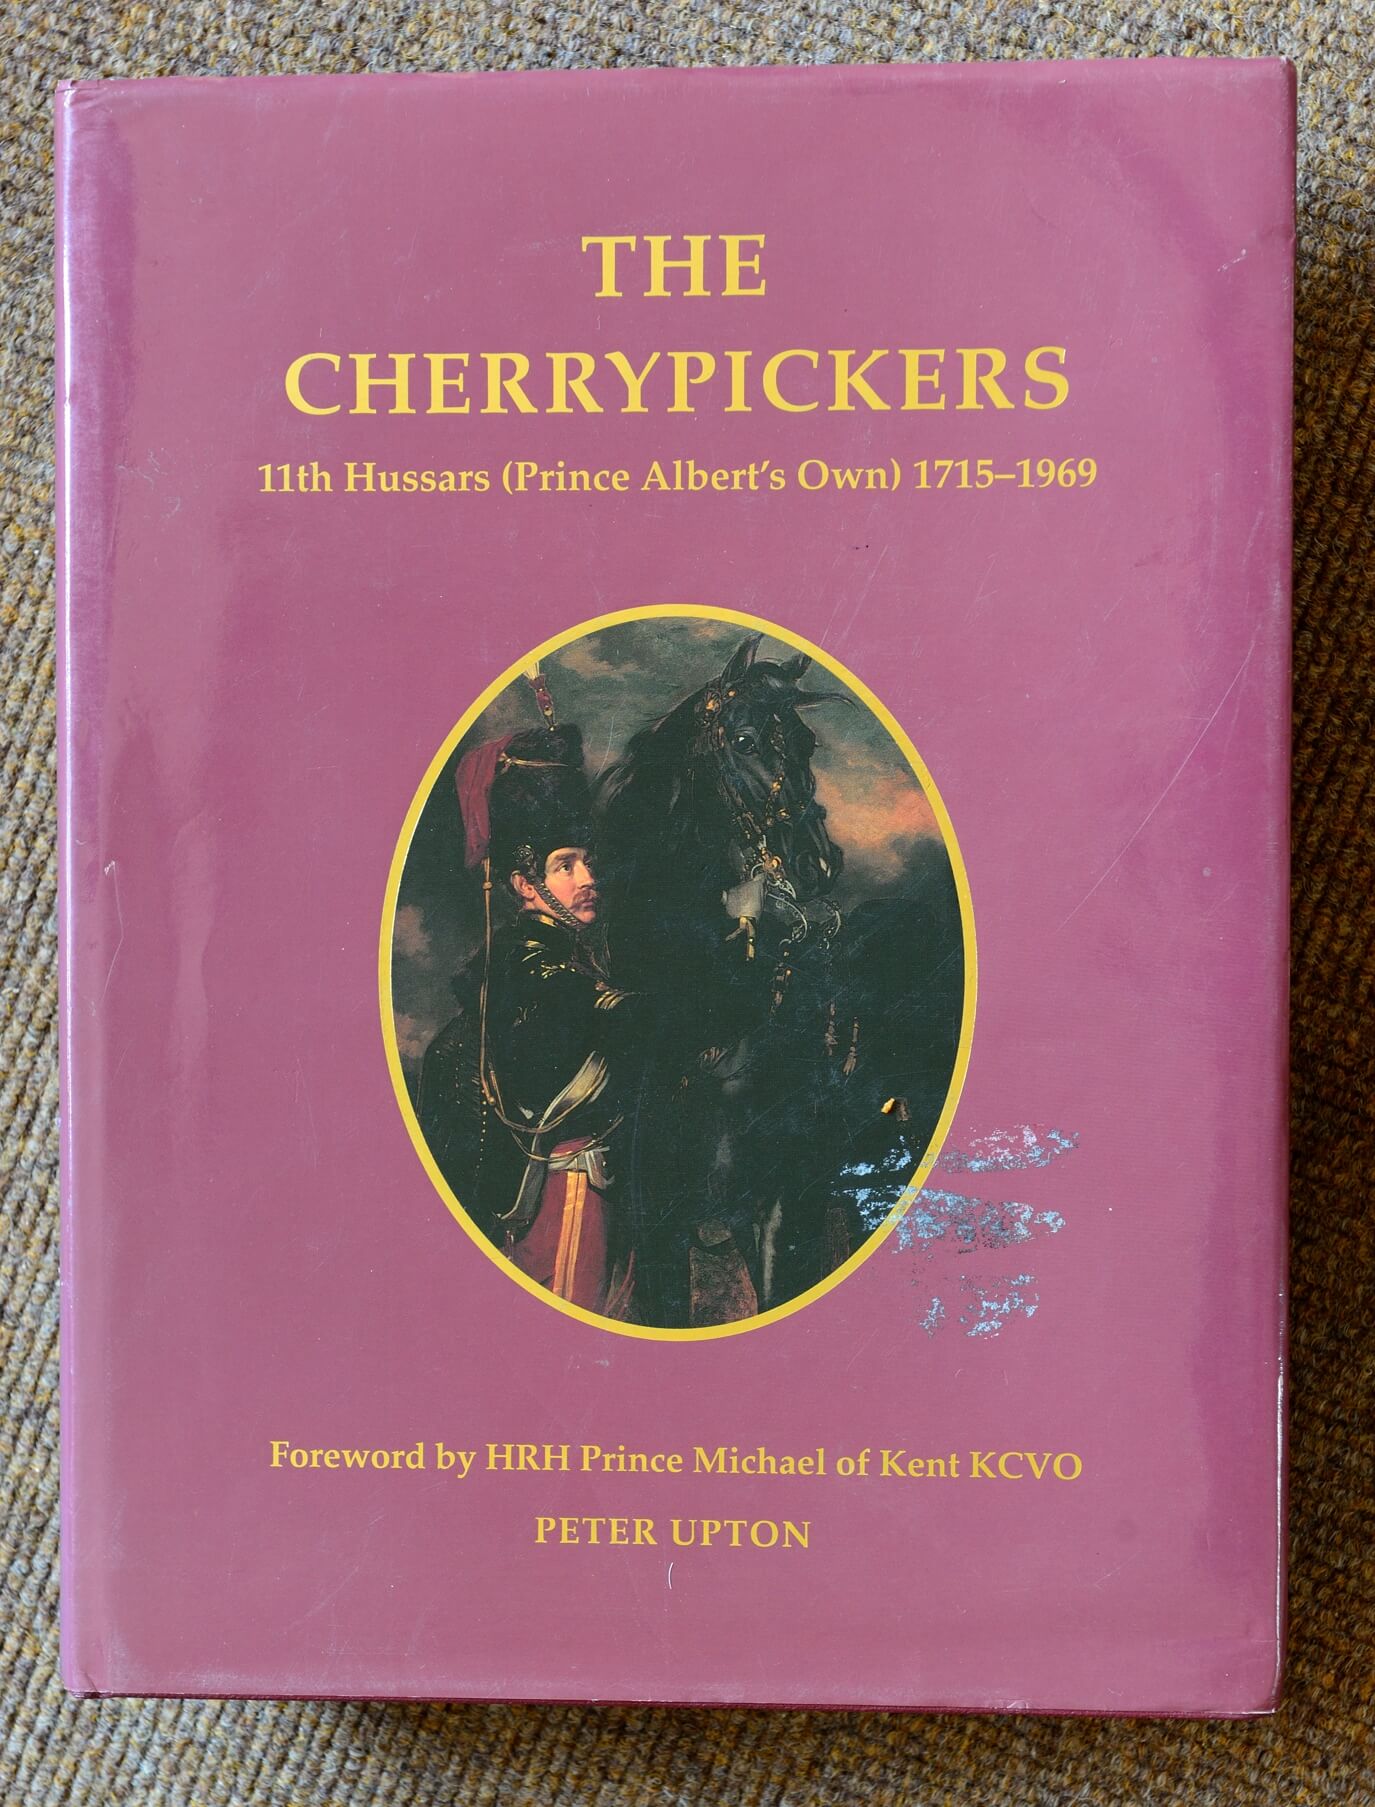 THE
CHERRYPICKERS
11th Hussars (Prince Albert’s Own) 1715–1969
Foreword by HRH Prince Michael of Kent KCVO
PETER UPTON